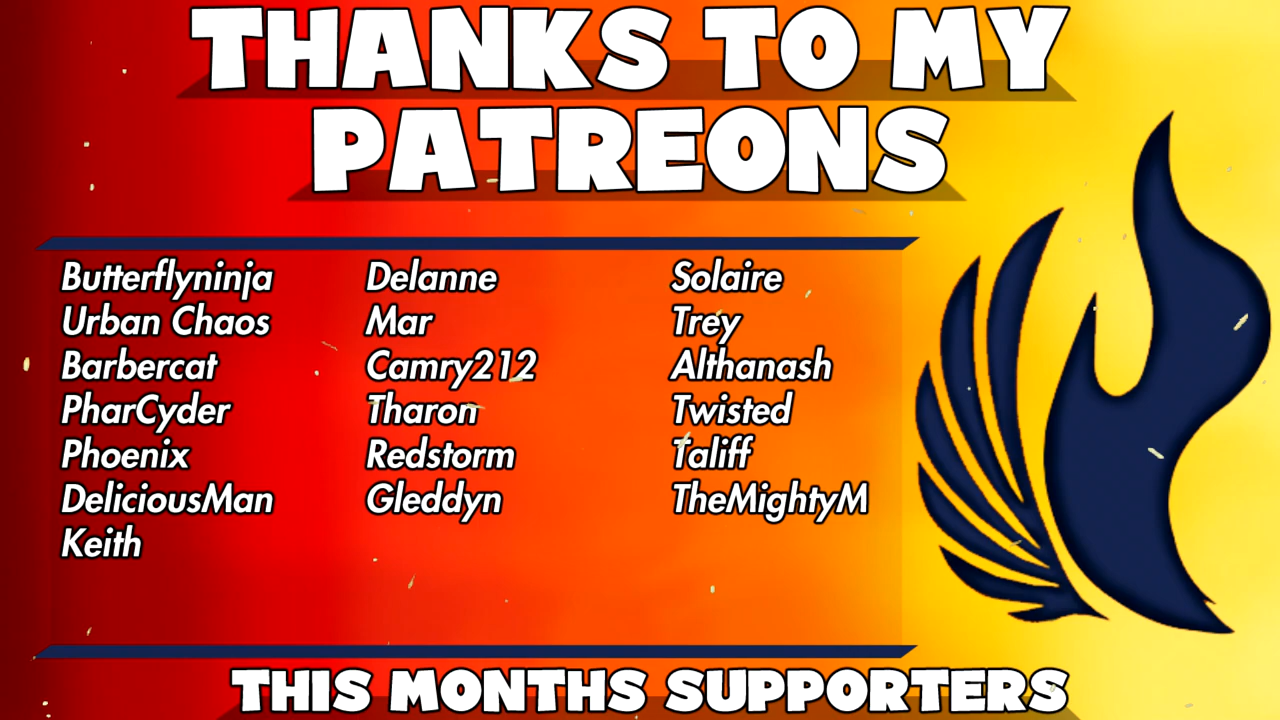 THANKS TO MY
PATREONS
Butterflyninja
Urban Chaos
Barbercat
PharCyder
Phoenix
DeliciousMan
Keith
Delanne
Mar
Camry212
Tharon
Redstorm
Gleddyn
Solaire
Trey
Althanash
Twisted
Taliff
TheMightyM
THIS MONTHS SUPPORTERS